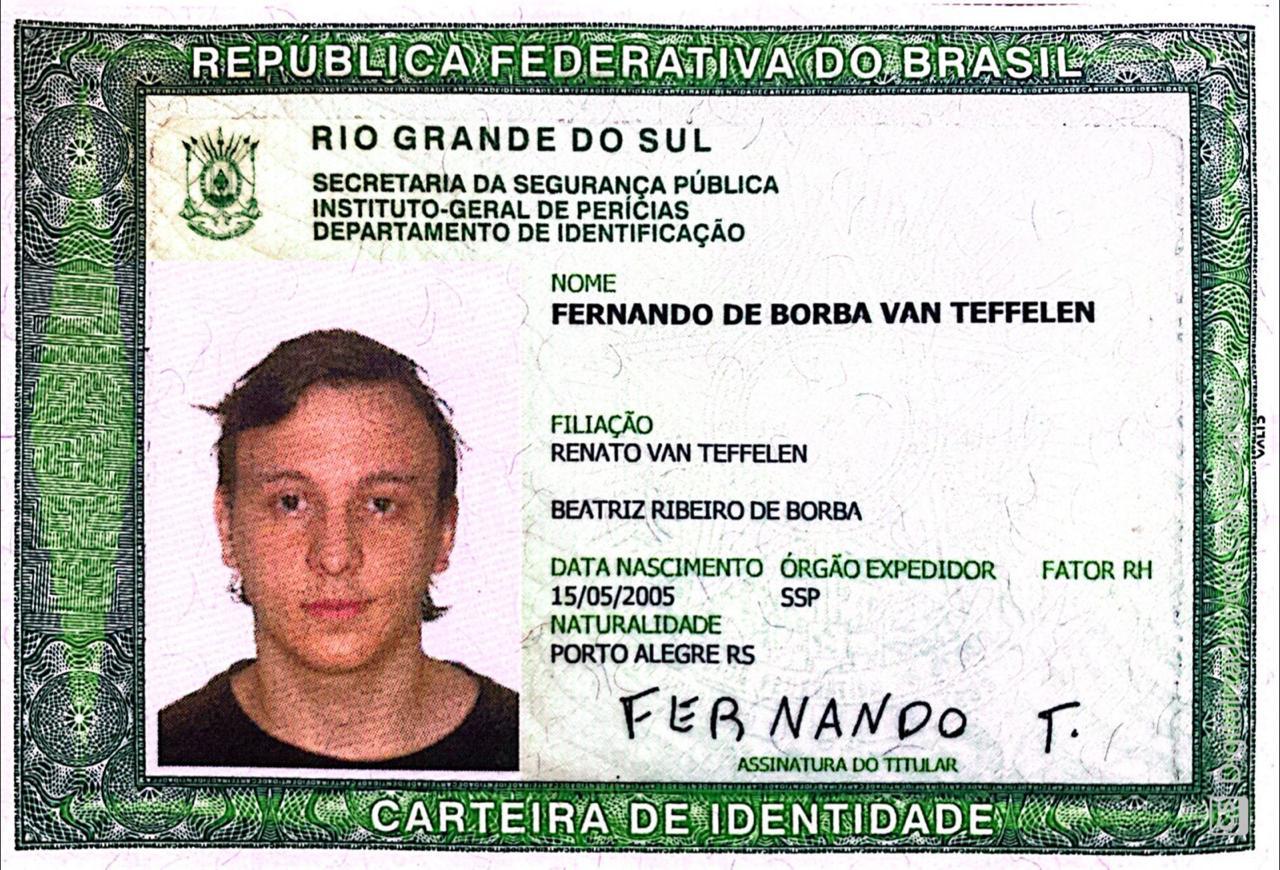 REPÚBLICA FEDERATIVA DO BRASIL
RIO GRANDE DO SUL
SECRETARIA DA SEGURANÇA PÚBLICA
INSTITUTO-GERAL DE PERÍCIAS
DEPARTAMENTO DE IDENTIFICAÇÃO
NOME
FERNANDO DE BORBA VAN TEFFELEN
FILIAÇÃO
RENATO VAN TEFFELEN
BEATRIZ RIBEIRO DE BORBA
DATA NASCIMENTO ÓRGÃO EXPEDIDOR FATOR RH
15/05/2005 SSP
NATURALIDADE
PORTO ALEGRE RS
FERNANDO T.
ASSINATURA DO TITULAR
CARTEIRA DE IDENTIDADE
VALIS